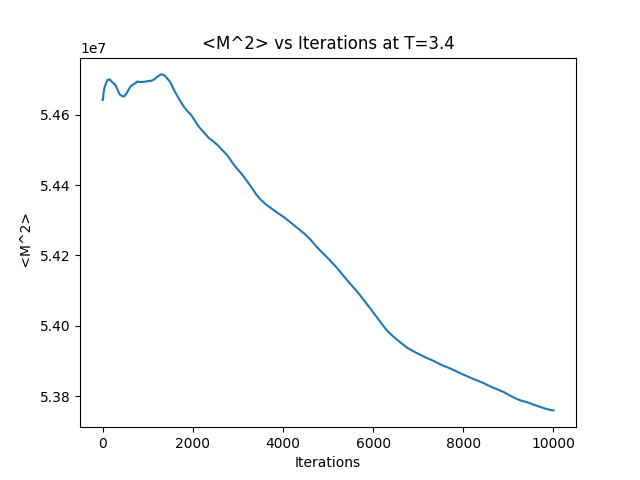 <M^2> vs Iterations at T=3.4
1e7
5.46
5.44
5.42
5.40
5.38
<M^2>
0 2000 4000 6000 8000 10000
Iterations